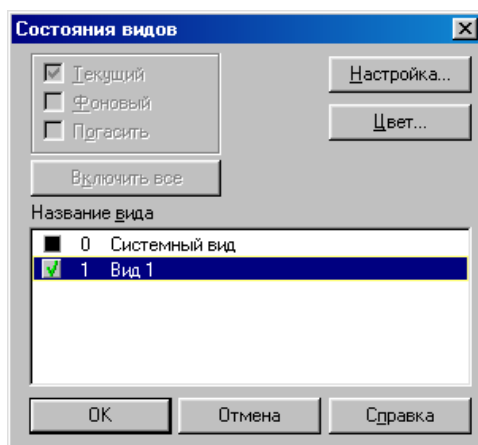 Состояния видов
Текущий
Настройка...
Фоновый
Погасить
Цвет...
Включить все
Название вида
0 Системный вид
1 Вид 1
OK Отмена Справка